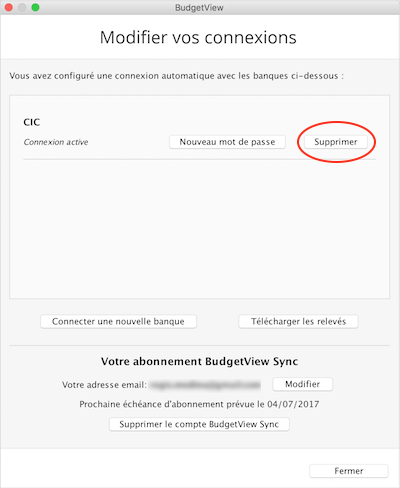 BudgetView
Modifier vos connexions
Vous avez configuré une connexion automatique avec les banques ci-dessous :
CIC
Connexion active
Nouveau mot de passe
Supprimer
Connecter une nouvelle banque
Télécharger les relevés
Votre abonnement BudgetView Sync
Votre adresse email:
Modifier
Prochaine échéance d'abonnement prévue le 04/07/2017
Supprimer le compte BudgetView Sync
Fermer